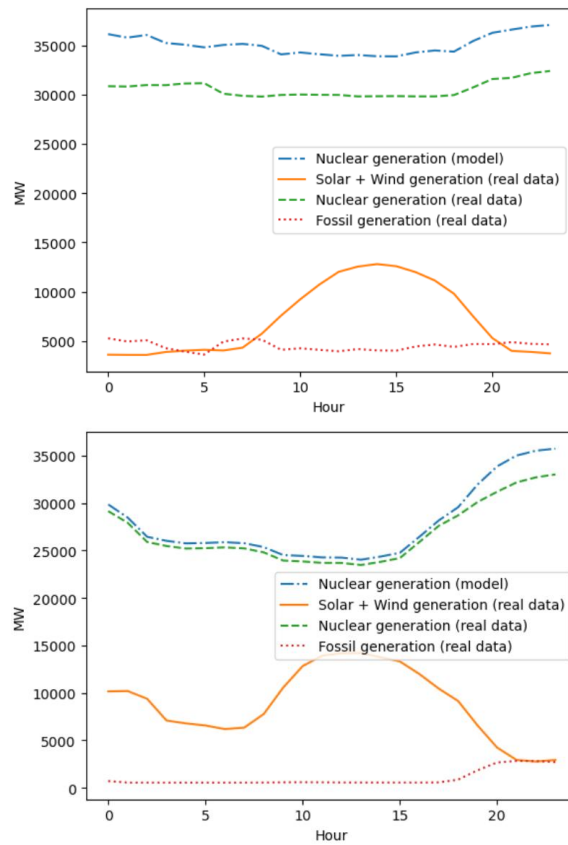 35000
30000
25000
20000
15000
10000
5000
MW
Nuclear generation (model)
Solar + Wind generation (real data)
Nuclear generation (real data)
Fossil generation (real data)
0 5 10 15 20
Hour
35000
30000
25000
20000
15000
10000
5000
0
MW
Nuclear generation (model)
Solar + Wind generation (real data)
Nuclear generation (real data)
Fossil generation (real data)
0 5 10 15 20
Hour